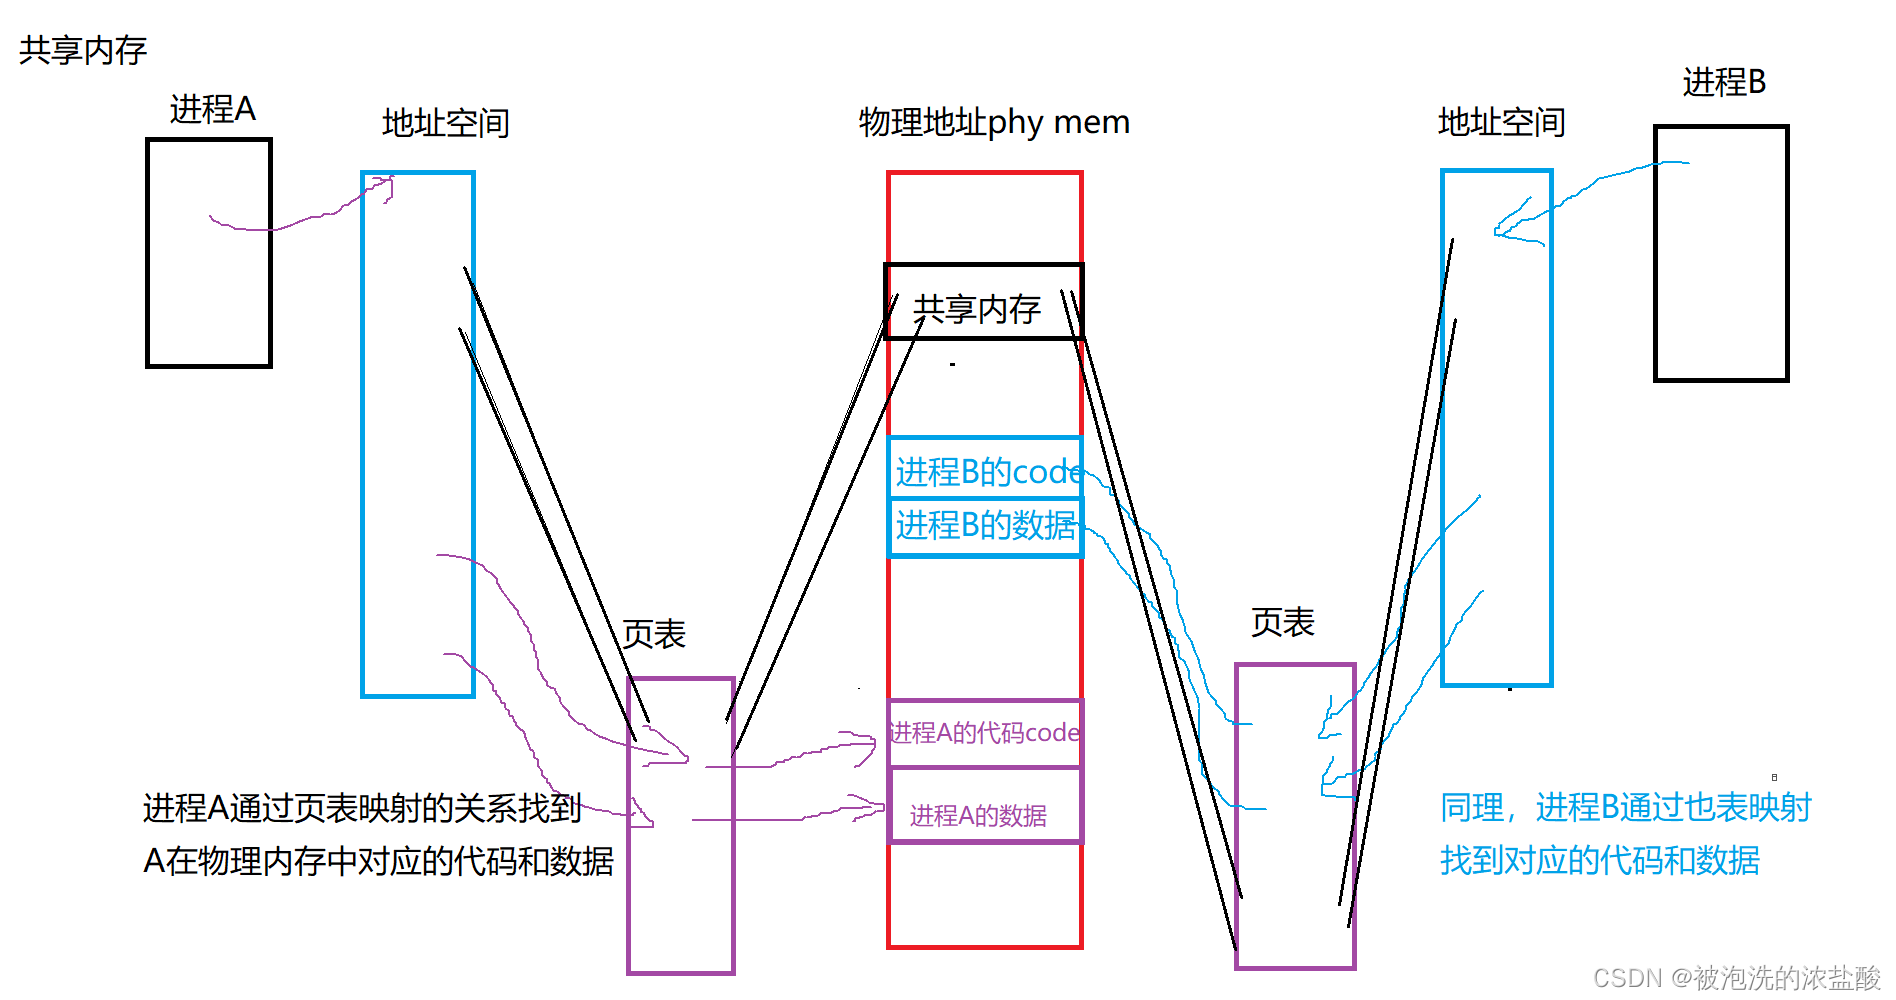 共享内存
进程A
地址空间
物理地址phy mem
地址空间
进程B
共享内存
进程B的code
进程B的数据
页表
页表
进程A的代码code
进程A的数据
进程A通过页表映射的关系找到
A在物理内存中对应的代码和数据
同理，进程B通过也表映射
找到对应的代码和数据
CSDN @被泡洗的浓盐酸